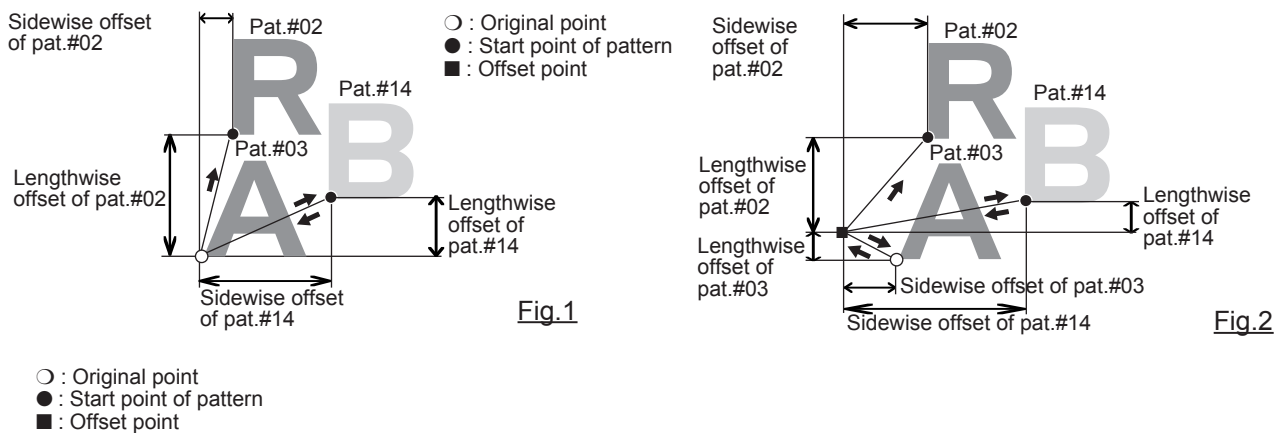 Sidewise offset
of pat.#02
Pat.#02
R
Pat.#14
B
Pat.#03
A
Lengthwise
offset of pat.#02
Lengthwise
offset of
pat.#14
Sidewise offset
of pat.#14
Fig.1
○ : Original point
● : Start point of pattern
■ : Offset point
Sidewise
offset of
pat.#02
Pat.#02
R
Pat.#14
B
Pat.#03
A
Lengthwise
offset of
pat.#02
Lengthwise
offset of
pat.#03
Lengthwise
offset of
pat.#14
Sidewise offset of pat.#03
Sidewise offset of pat.#14
Fig.2
○ : Original point
● : Start point of pattern
■ : Offset point